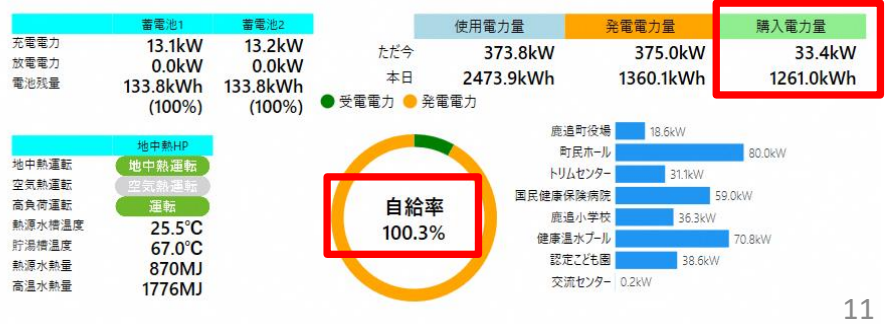 蓄電池1 蓄電池2
充電電力 13.1kW 13.2kW
放電電力 0.0kW 0.0kW
電池残量 133.8kWh 133.8kWh
(100%) (100%)
使用電力量 発電電力量 購入電力量
ただ今 373.8kW 375.0kW 33.4kW
本日 2473.9kWh 1360.1kWh 1261.0kWh
受電電力 発電電力
地中熱HP
地中熱運転 地中熱運転
空気熱運転 空気熱運転
高負荷運転 運転
熱源水槽温度 25.5℃
貯湯槽温度 67.0℃
熱源水熱量 870MJ
高温水熱量 1776MJ
自給率
100.3%
鹿追町役場 18.6kW
町民ホール 80.0kW
トリムセンター 31.1kW
国民健康保険病院 59.0kW
鹿追小学校 36.3kW
健康温水プール 70.8kW
認定こども園 38.6kW
交流センター 0.2kW
11